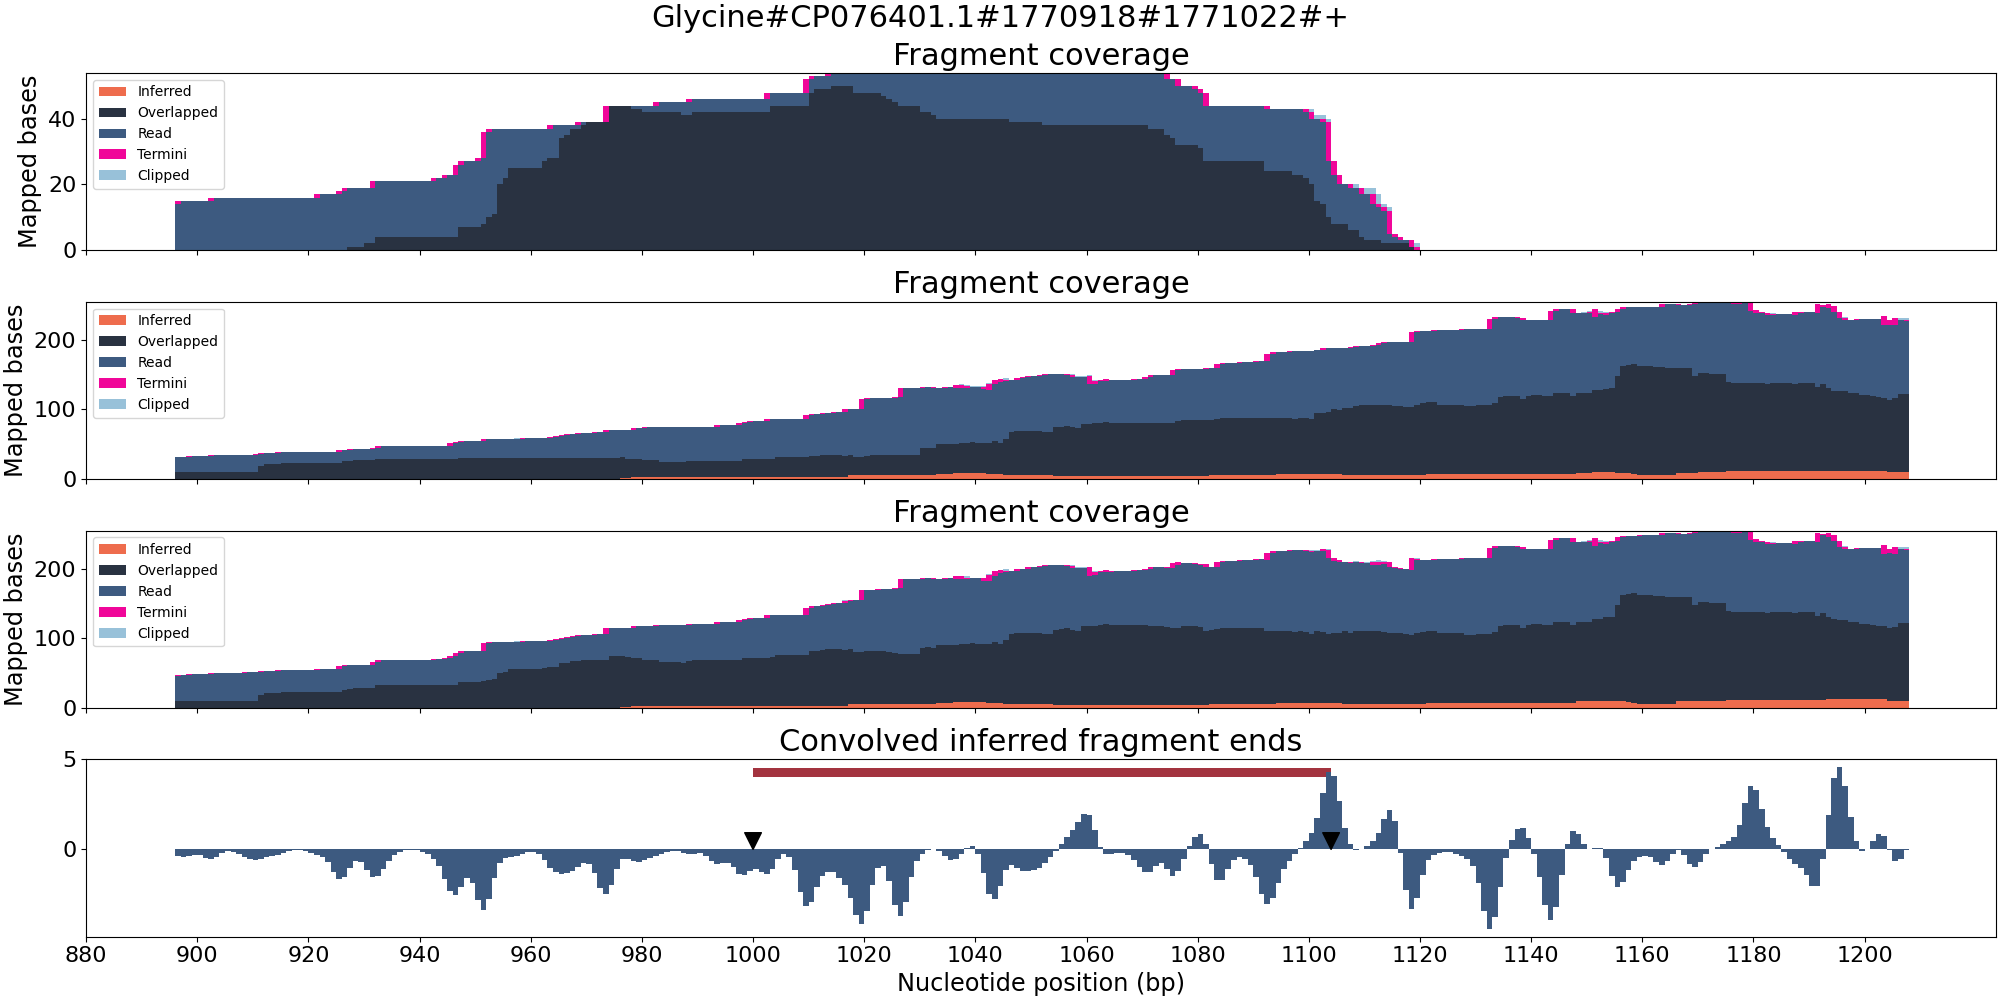 Glycine#CP076401.1#1770918#1771022#+
Fragment coverage
Mapped bases
40
20
0
Inferred
Overlapped
Read
Termini
Clipped
Fragment coverage
Mapped bases
200
100
0
Inferred
Overlapped
Read
Termini
Clipped
Fragment coverage
Mapped bases
200
100
0
Inferred
Overlapped
Read
Termini
Clipped
Convolved inferred fragment ends
5
0
880 900 920 940 960 980 1000 1020 1040 1060 1080 1100 1120 1140 1160 1180 1200
Nucleotide position (bp)